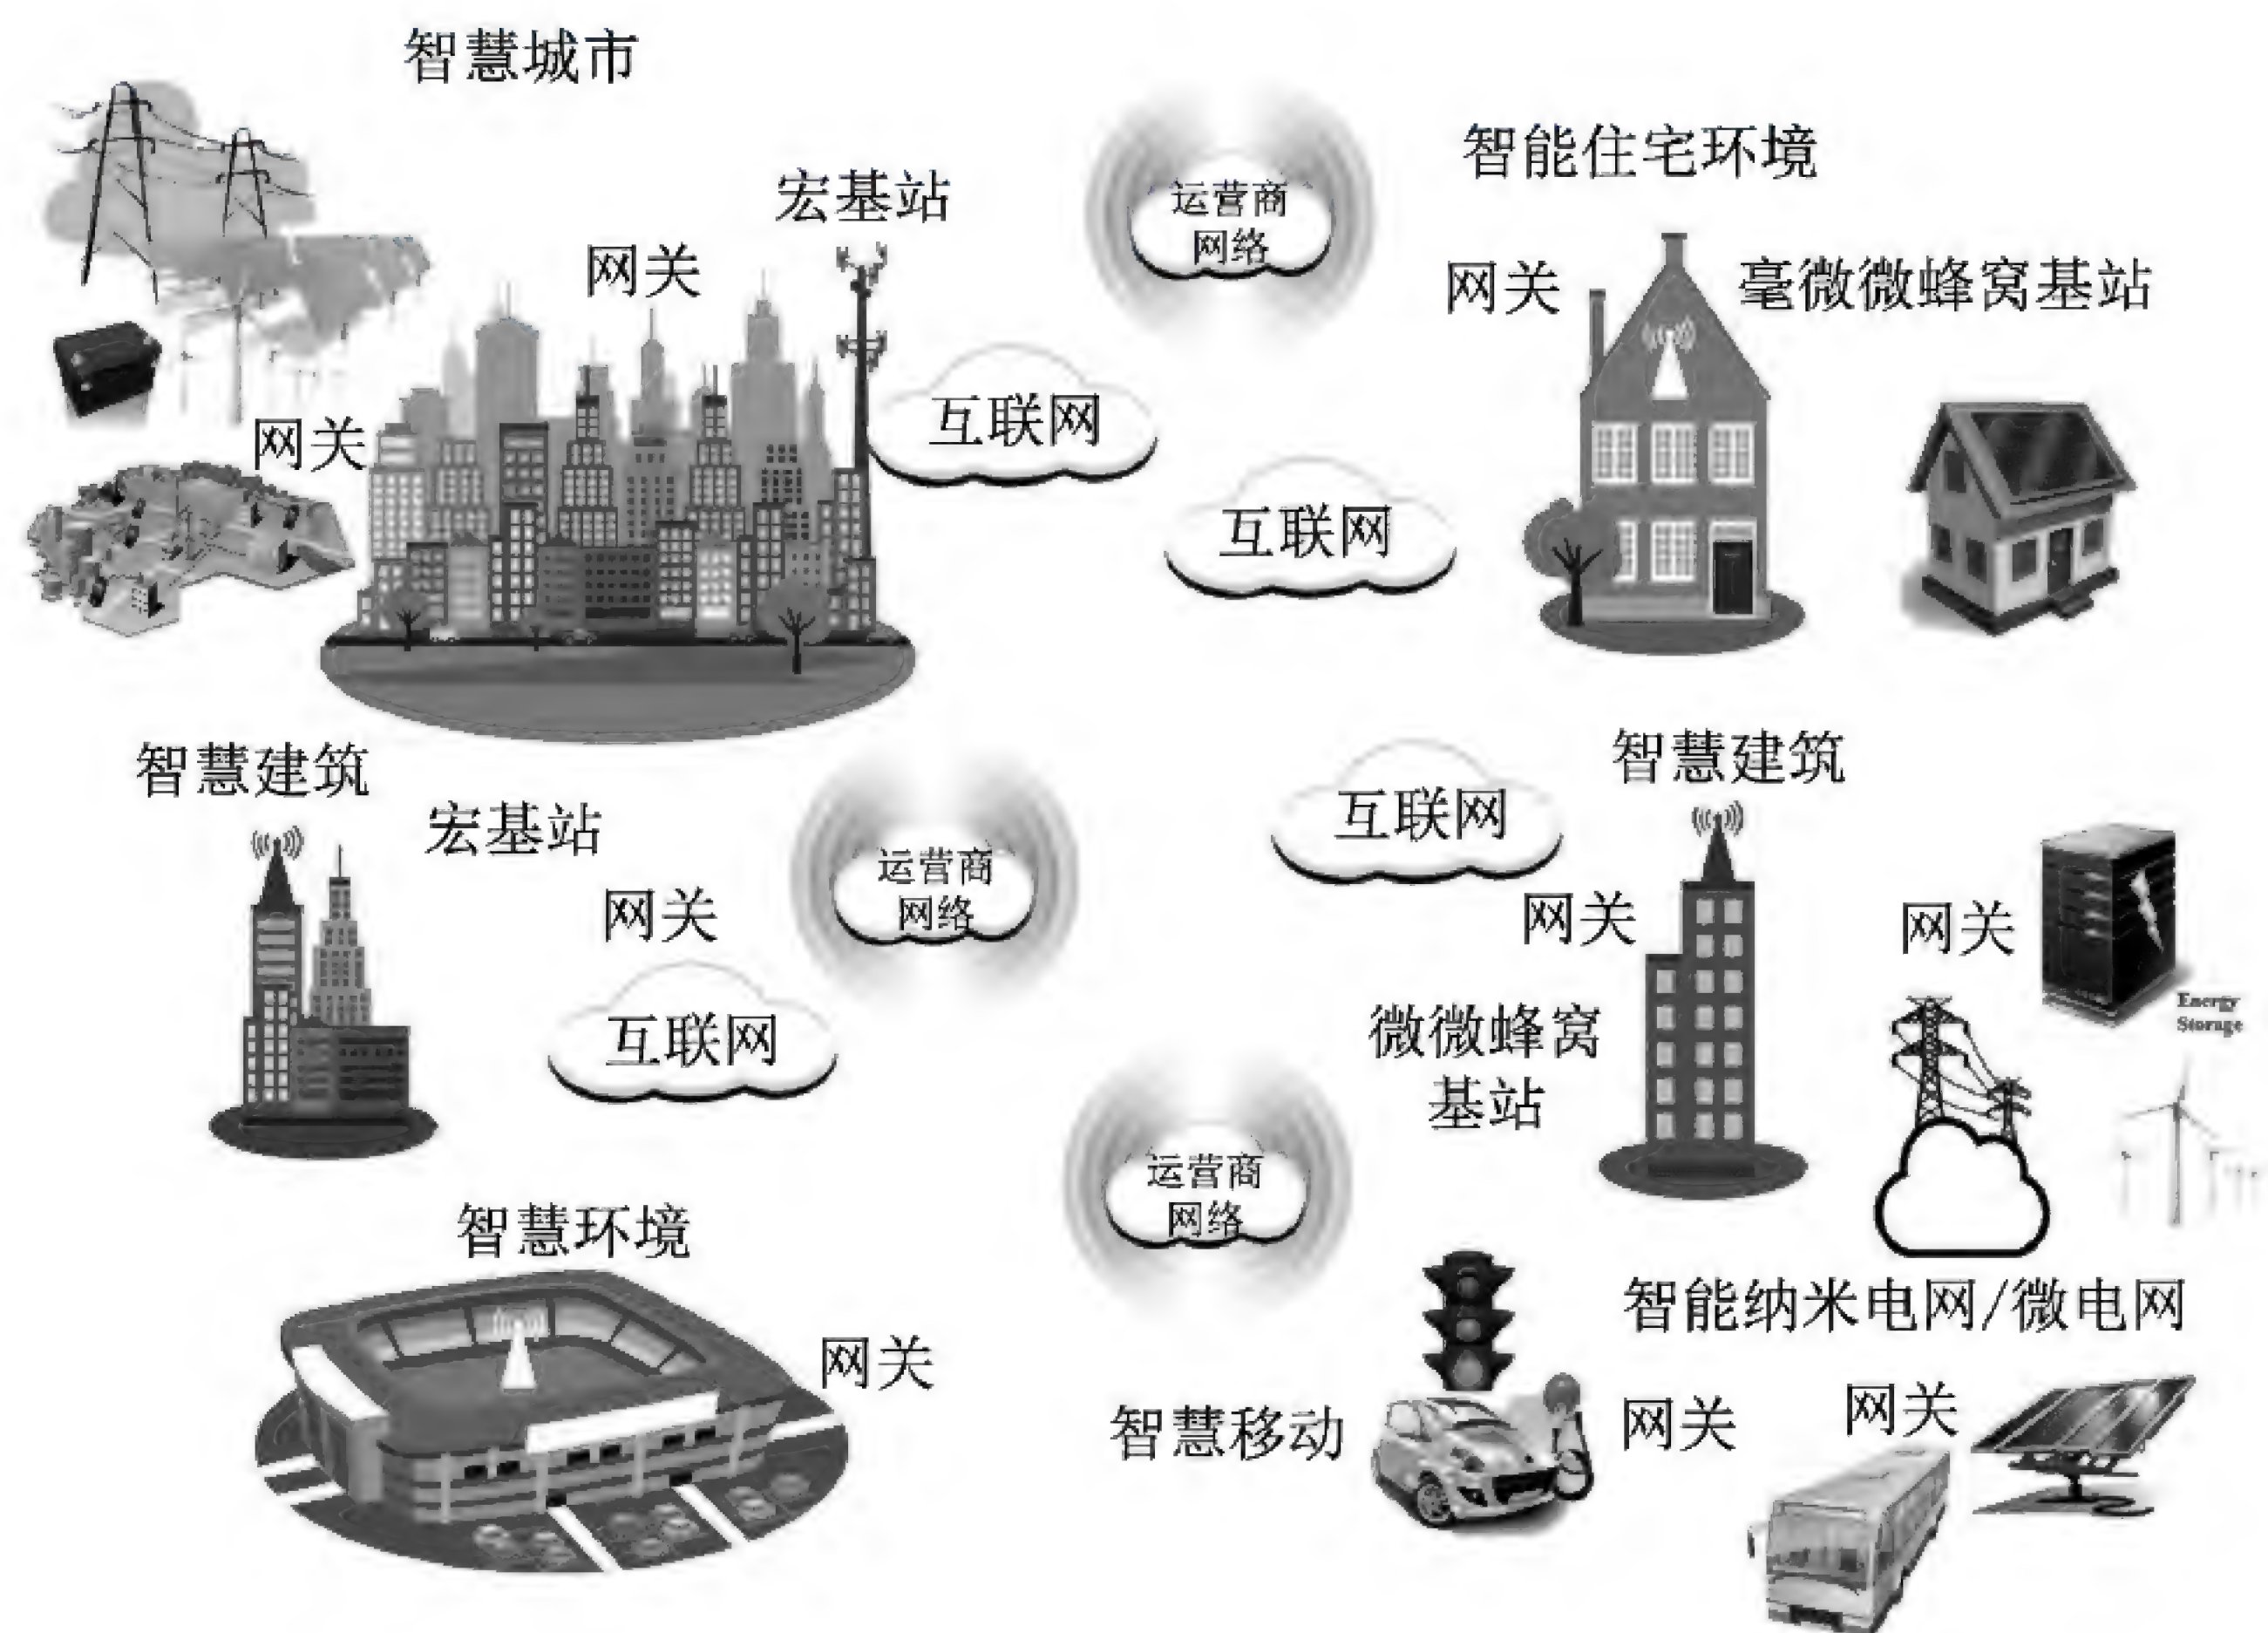 智慧城市
宏基站
网关
网关
互联网
运营商
网络
智能住宅环境
网关
毫微微蜂窝基站
互联网
智慧建筑
宏基站
网关
互联网
运营商
网络
互联网
智慧建筑
网关
微微蜂窝
基站
网关
Energy
Storage
运营商
网络
智能纳米电网/微电网
智慧环境
网关
智慧移动
网关
网关